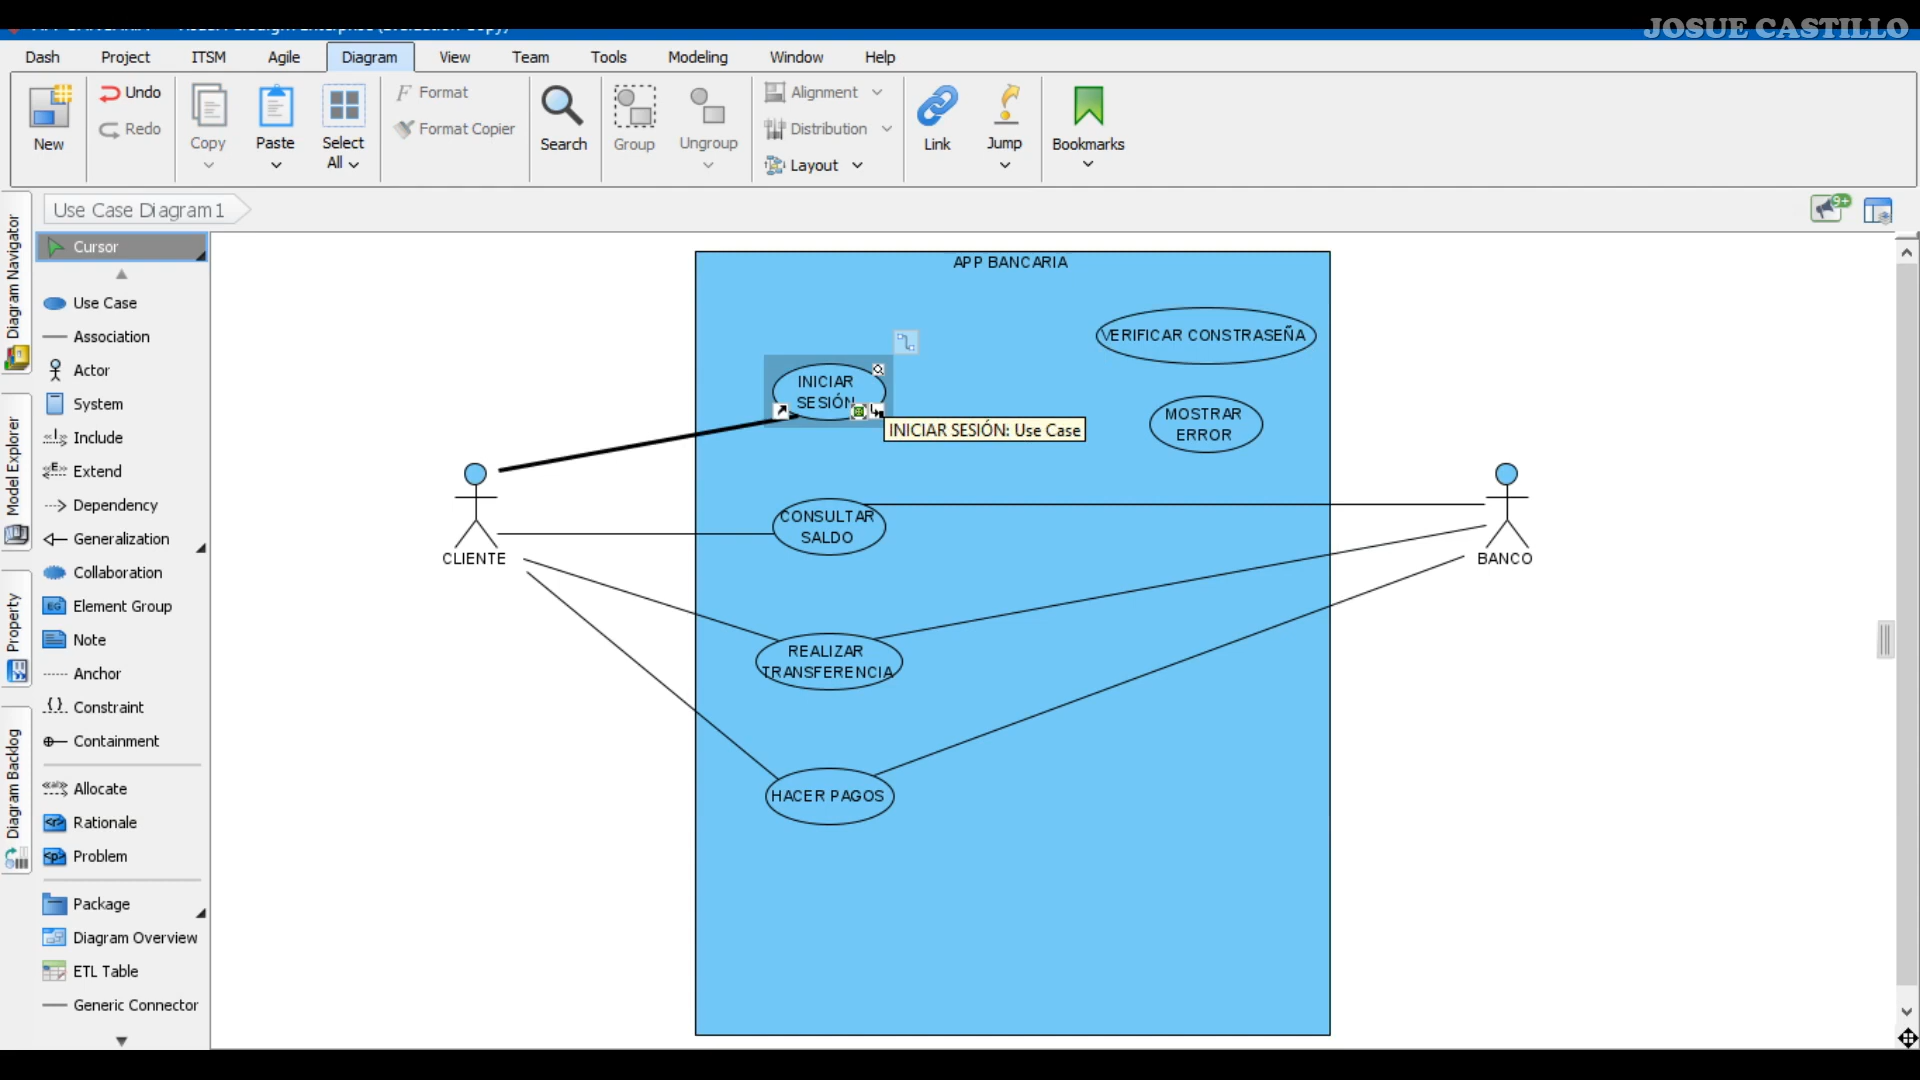 JOSUE CASTILLO
Dash Project ITSM Agile Diagram View Team Tools Modeling Window Help
New
Undo
Redo
Copy
Paste
Select
All
Format
Format Copier
Search
Group
Ungroup
Alignment
Distribution
Layout
Link
Jump
Bookmarks
Use Case Diagram1
9+
Diagram Navigator
Model Explorer
Property
Diagram Backlog
Cursor
Use Case
Association
Actor
System
Include
Extend
Dependency
Generalization
Collaboration
Element Group
Note
Anchor
Constraint
Containment
Allocate
Rationale
Problem
Package
Diagram Overview
ETL Table
Generic Connector
APP BANCARIA
VERIFICAR CONSTRASEÑA
INICIAR
SESIÓN
MOSTRAR
ERROR
INICIAR SESIÓN: Use Case
CLIENTE
CONSULTAR
SALDO
BANCO
REALIZAR
TRANSFERENCIA
HACER PAGOS